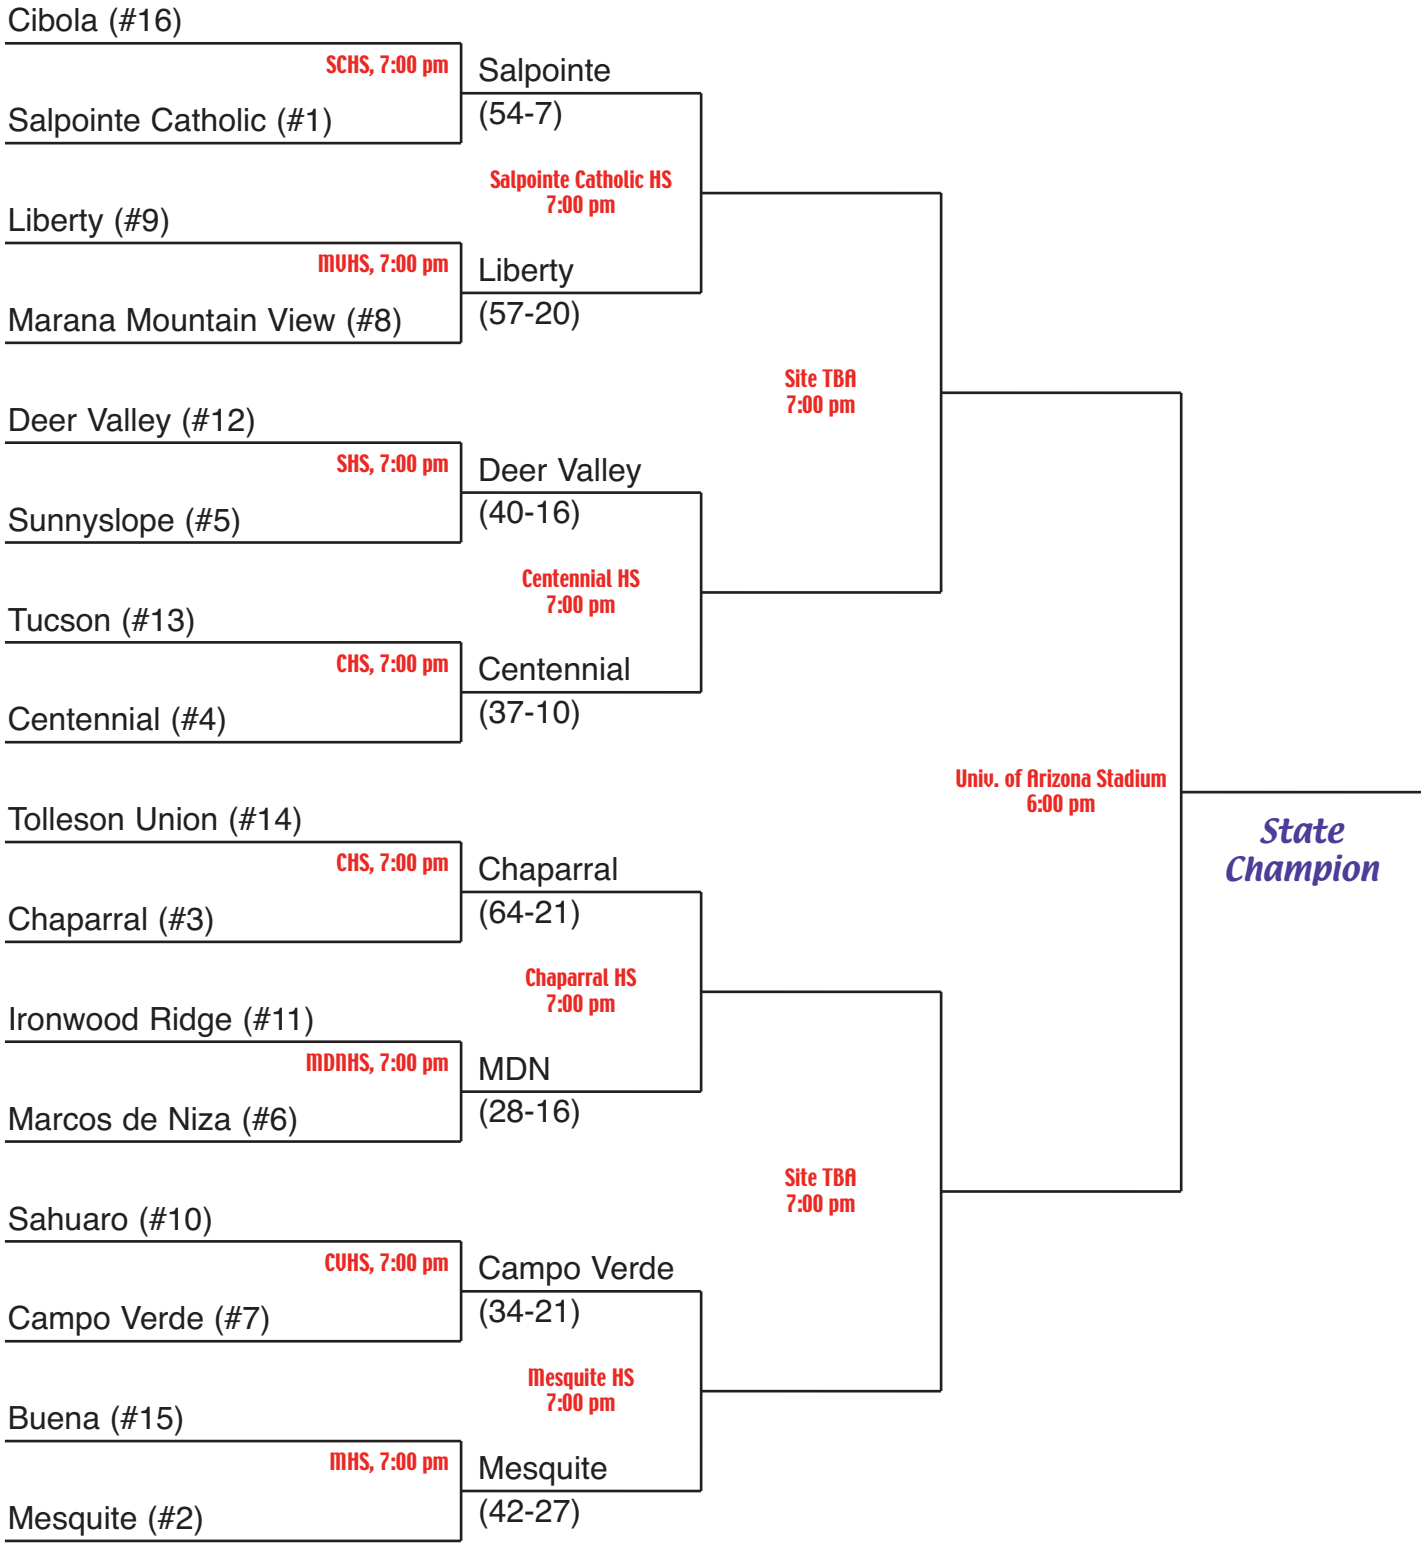 Cibola (#16)
SCHS, 7:00 pm
Salpointe
Salpointe Catholic (#1)
(54-7)
Salpointe Catholic HS
7:00 pm
Liberty (#9)
MVHS, 7:00 pm
Liberty
Marana Mountain View (#8)
(57-20)
Site TBA
7:00 pm
Deer Valley (#12)
SHS, 7:00 pm
Deer Valley
Sunnyslope (#5)
(40-16)
Centennial HS
7:00 pm
Tucson (#13)
CHS, 7:00 pm
Centennial
Centennial (#4)
(37-10)
Univ. of Arizona Stadium
6:00 pm
State
Champion
Tolleson Union (#14)
CHS, 7:00 pm
Chaparral
Chaparral (#3)
(64-21)
Chaparral HS
7:00 pm
Ironwood Ridge (#11)
MDNHS, 7:00 pm
MDN
Marcos de Niza (#6)
(28-16)
Site TBA
7:00 pm
Sahuaro (#10)
CVHS, 7:00 pm
Campo Verde
Campo Verde (#7)
(34-21)
Mesquite HS
7:00 pm
Buena (#15)
MHS, 7:00 pm
Mesquite
Mesquite (#2)
(42-27)